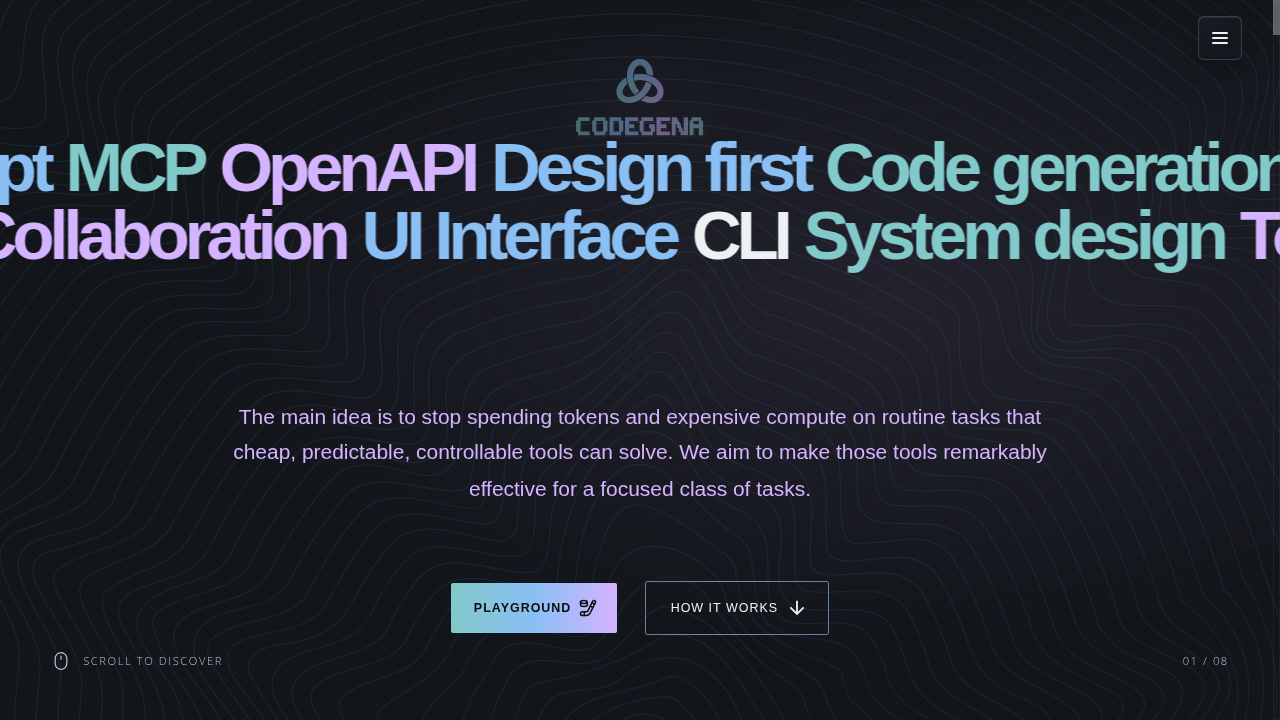 CODEGENA
MCP OpenAPI Design first Code generation
Collaboration UI Interface CLI System design
The main idea is to stop spending tokens and expensive compute on routine tasks that
cheap, predictable, controllable tools can solve. We aim to make those tools remarkably
effective for a focused class of tasks.
PLAYGROUND
HOW IT WORKS
SCROLL TO DISCOVER
01 / 08